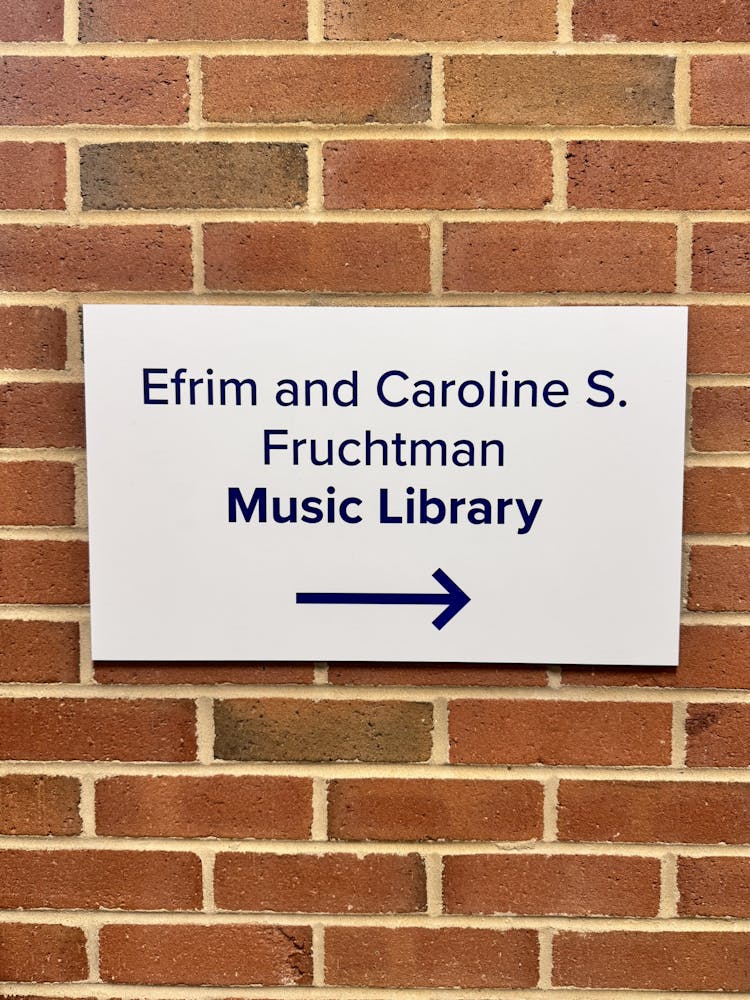 Efrim and Caroline S.
Fruchtman
Music Library